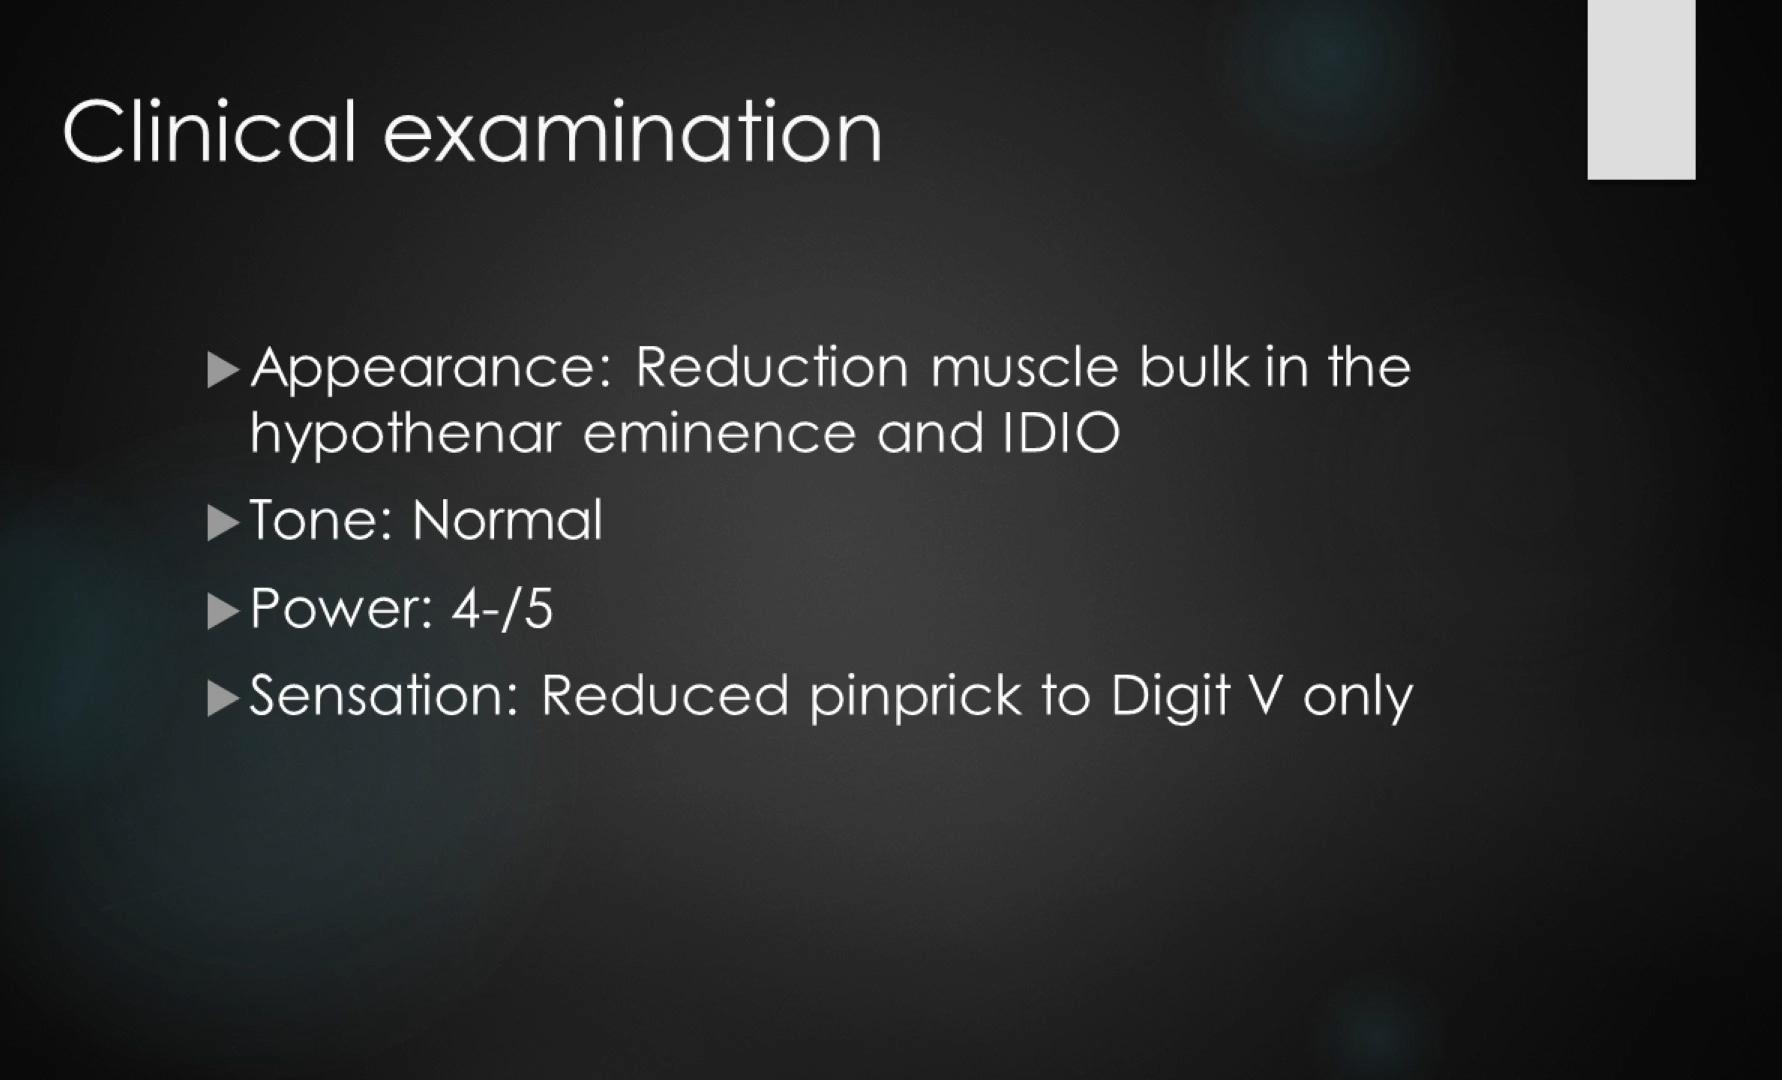 Clinical examination
Appearance: Reduction muscle bulk in the
hypothenar eminence and IDIO
Tone: Normal
Power: 4-/5
Sensation: Reduced pinprick to Digit V only